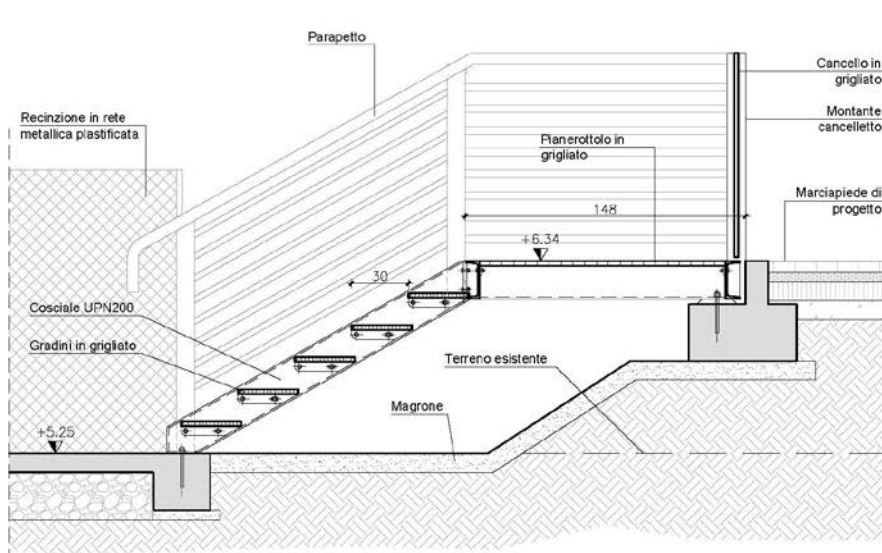 Parapetto
Cancello in
grigliato
Recinzione in rete
metallica plastificata
Montante
cancelletto
Pianerottolo in
grigliato
Marciapiede di
progetto
148
+6.34
30
Cosciale UPN200
Gradini in grigliato
Terreno esistente
Magrone
+5.25